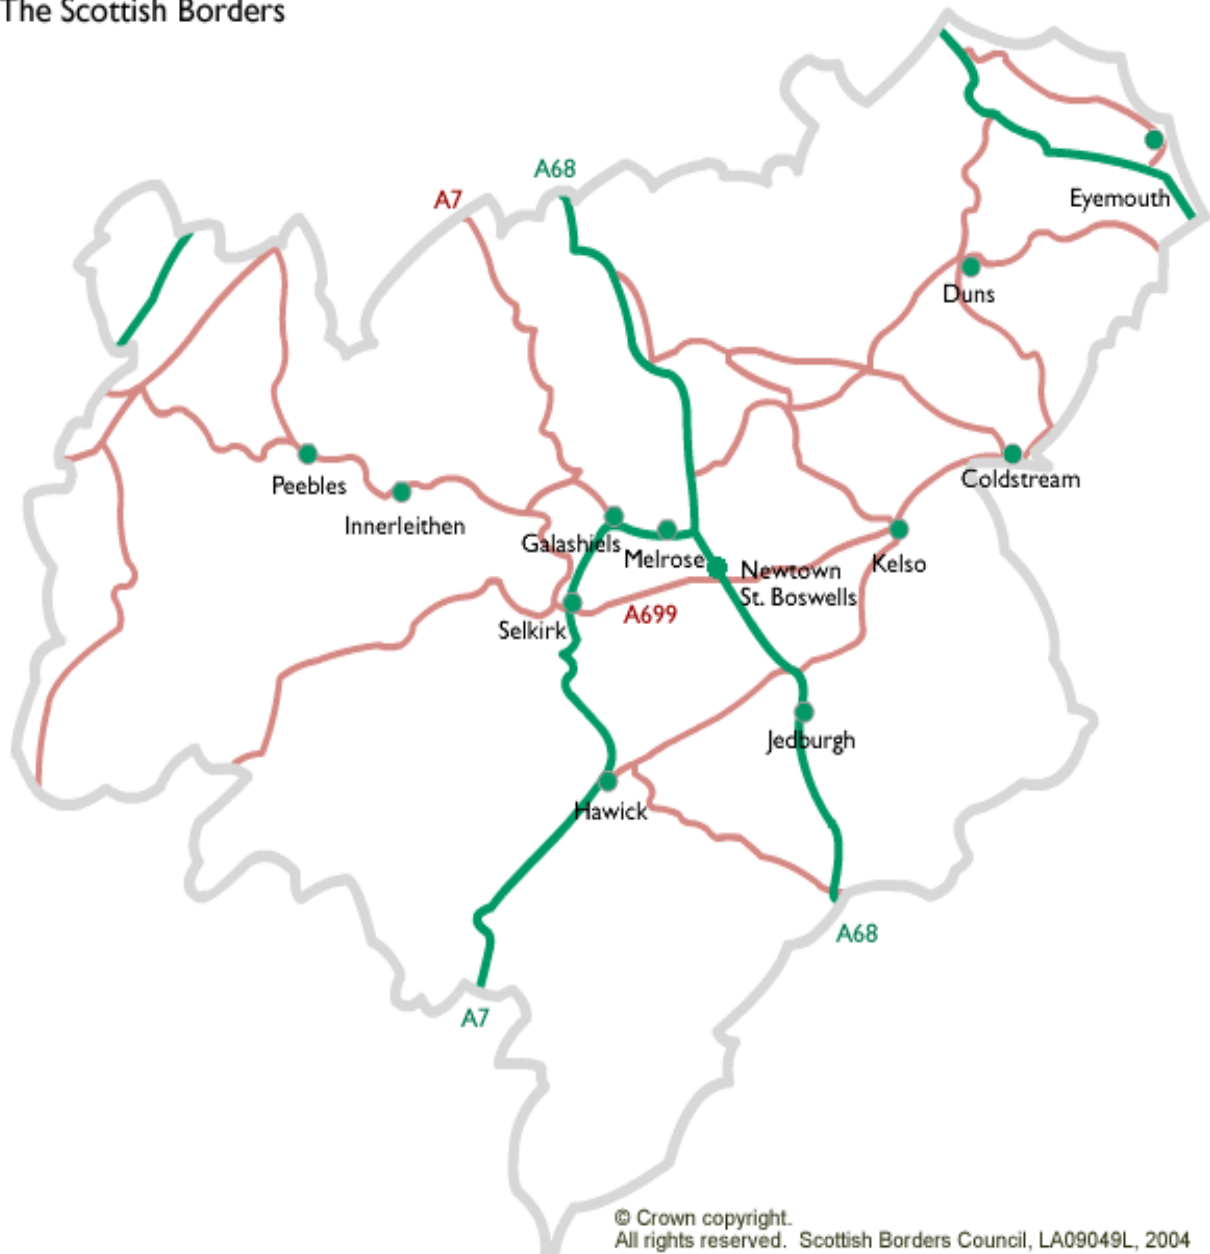 The Scottish Borders
A68
A7
Eyemouth
Duns
Peebles
Coldstream
Innerleithen
Galashiels
Melrose
Kelso
Newtown
St. Boswells
A699
Selkirk
Jedburgh
Hawick
A68
A7
© Crown copyright.
All rights reserved.  Scottish Borders Council, LA09049L, 2004